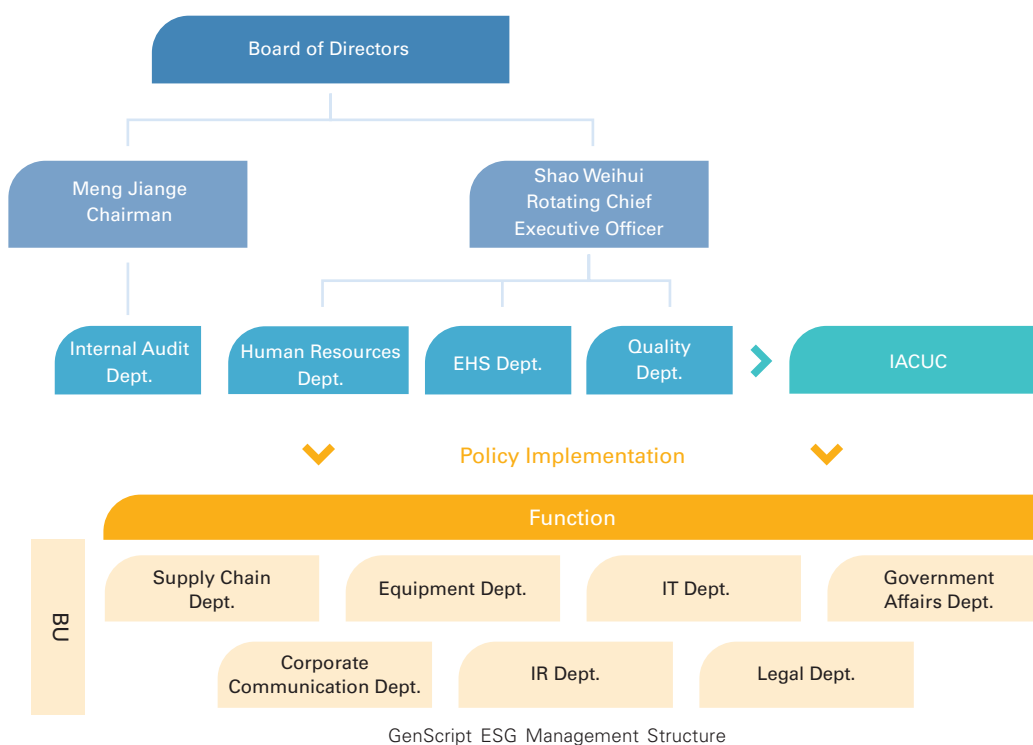 Board of Directors
Meng Jiange
Chairman
Shao Weihui
Rotating Chief
Executive Officer
Internal Audit
Dept.
Human Resources
Dept.
EHS Dept.
Quality
Dept.
IACUC
Policy Implementation
Function
BU
Supply Chain
Dept.
Equipment Dept.
IT Dept.
Government
Affairs Dept.
Corporate
Communication Dept.
IR Dept.
Legal Dept.
GenScript ESG Management Structure